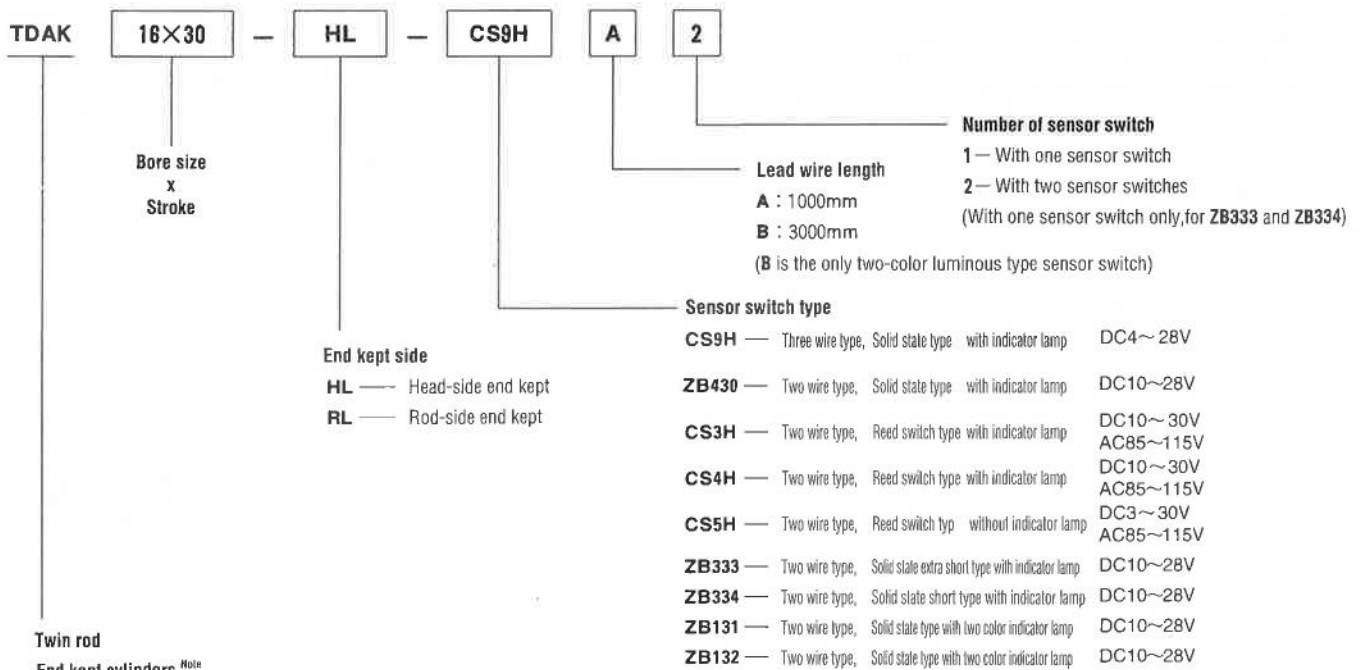 TDAK 16×30 — HL — CS9H A 2
Number of sensor switch
1 — With one sensor switch
2 — With two sensor switches
(With one sensor switch only,for ZB333 and ZB334)
Lead wire length
A : 1000mm
B : 3000mm
(B is the only two-color luminous type sensor switch)
Bore size
x
Stroke
Sensor switch type
CS9H — Three wire type, Solid state type with indicator lamp DC4~28V
ZB430 — Two wire type, Solid state type with indicator lamp DC10~28V
CS3H — Two wire type, Reed switch type with indicator lamp DC10~30V
AC85~115V
CS4H — Two wire type, Reed switch type with indicator lamp DC10~30V
AC85~115V
CS5H — Two wire type, Reed switch typ without indicator lamp DC3~30V
AC85~115V
ZB333 — Two wire type, Solid state extra short type with indicator lamp DC10~28V
ZB334 — Two wire type, Solid state short type with indicator lamp DC10~28V
ZB131 — Two wire type, Solid state type with two color indicator lamp DC10~28V
ZB132 — Two wire type, Solid state type with two color indicator lamp DC10~28V
End kept side
HL — Head-side end kept
RL — Rod-side end kept
Twin rod
End kept cylinders Note